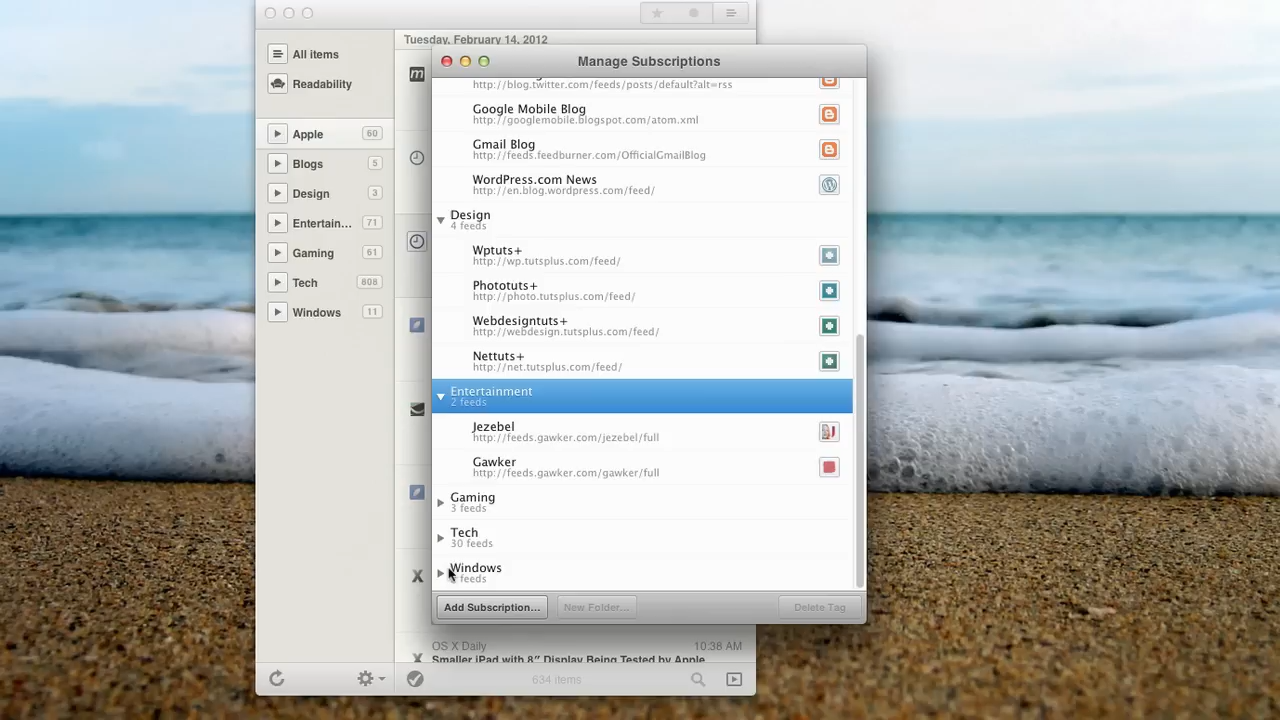 Tuesday, February 14, 2012
All items
Readability
Apple 60
Blogs 5
Design 3
Entertain... 71
Gaming 61
Tech 808
Windows 11
Manage Subscriptions
http://blog.twitter.com/feeds/posts/default?alt=rss
Google Mobile Blog
http://googlemobile.blogspot.com/atom.xml
Gmail Blog
http://feeds.feedburner.com/OfficialGmailBlog
WordPress.com News
http://en.blog.wordpress.com/feed/
Design
4 feeds
Wptuts+
http://wp.tutsplus.com/feed/
Phototuts+
http://photo.tutsplus.com/feed/
Webdesigntuts+
http://webdesign.tutsplus.com/feed/
Nettuts+
http://net.tutsplus.com/feed/
Entertainment
2 feeds
Jezebel
http://feeds.gawker.com/jezebel/full
Gawker
http://feeds.gawker.com/gawker/full
Gaming
3 feeds
Tech
30 feeds
Windows
feeds
Add Subscription...
New Folder...
Delete Tag
OS X Daily 10:38 AM
Smaller iPad with 8" Display Being Tested by Apple
634 items